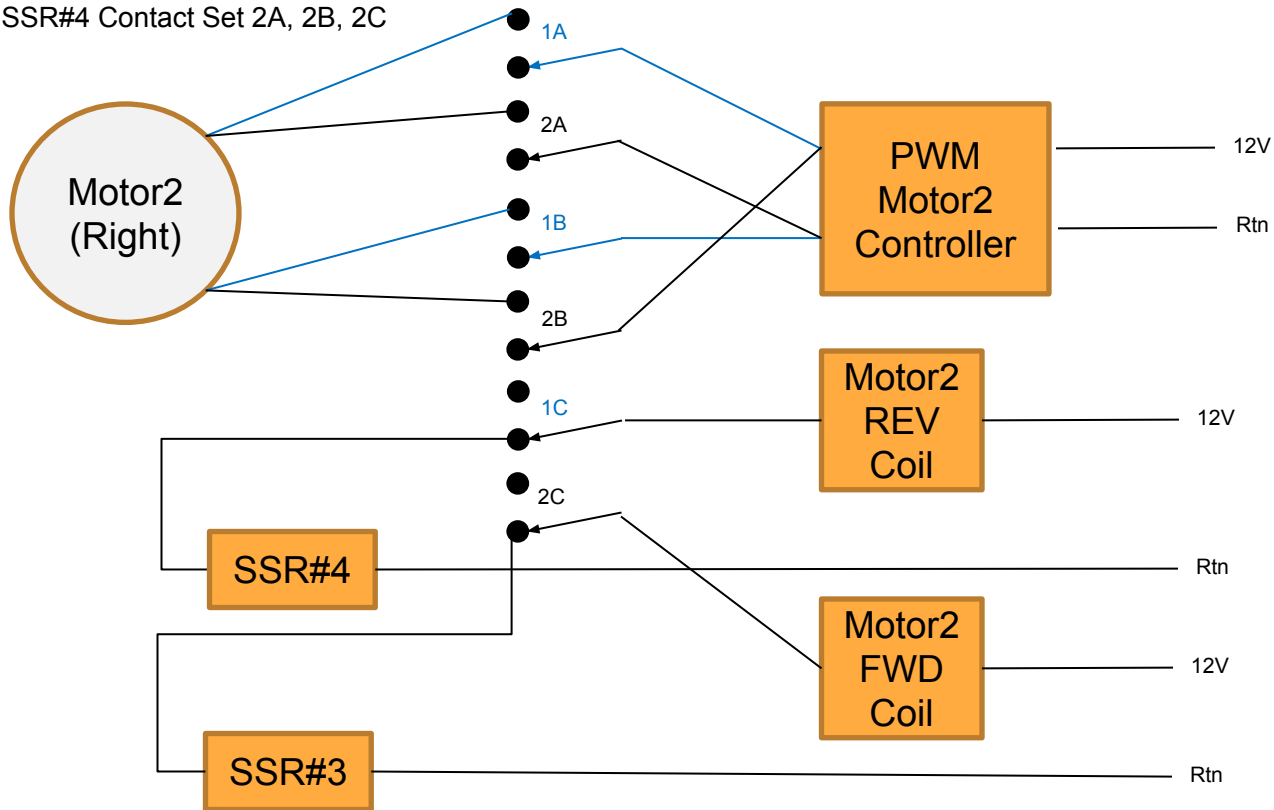 SSR#4 Contact Set 2A, 2B, 2C
1A
2A
1B
2B
1C
2C
Motor2
(Right)
PWM
Motor2
Controller
12V
Rtn
Motor2
REV
Coil
12V
SSR#4
Rtn
Motor2
FWD
Coil
12V
SSR#3
Rtn